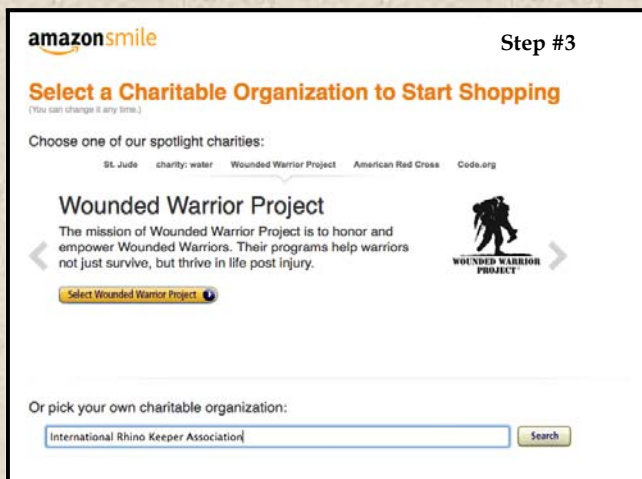 amazonsmile
Step #3
Select a Charitable Organization to Start Shopping
(You can change it any time.)
Choose one of our spotlight charities:
St. Jude charity: water Wounded Warrior Project American Red Cross Code.org
Wounded Warrior Project
The mission of Wounded Warrior Project is to honor and
empower Wounded Warriors. Their programs help warriors
not just survive, but thrive in life post injury.
WOUNDED WARRIOR
PROJECT
Select Wounded Warrior Project
Or pick your own charitable organization:
International Rhino Keeper Association
Search